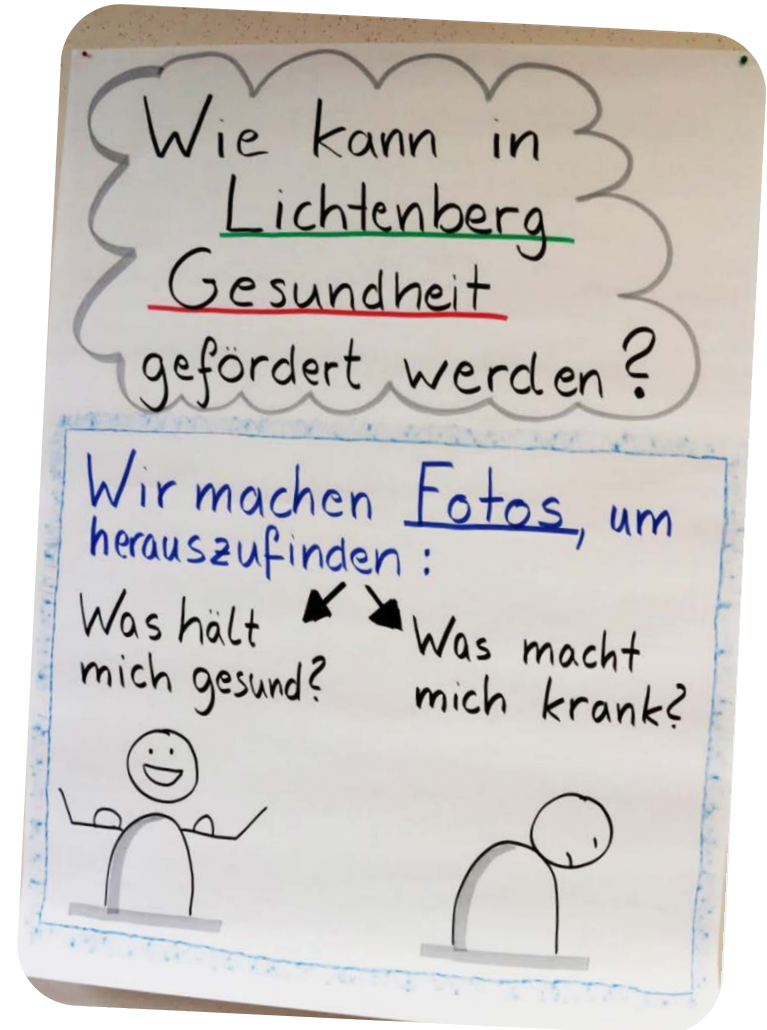 Wie kann in
Lichtenberg
Gesundheit
gefördert werden?
Wir machen Fotos, um
herauszufinden:
Was hält
mich gesund?
Was macht
mich krank?